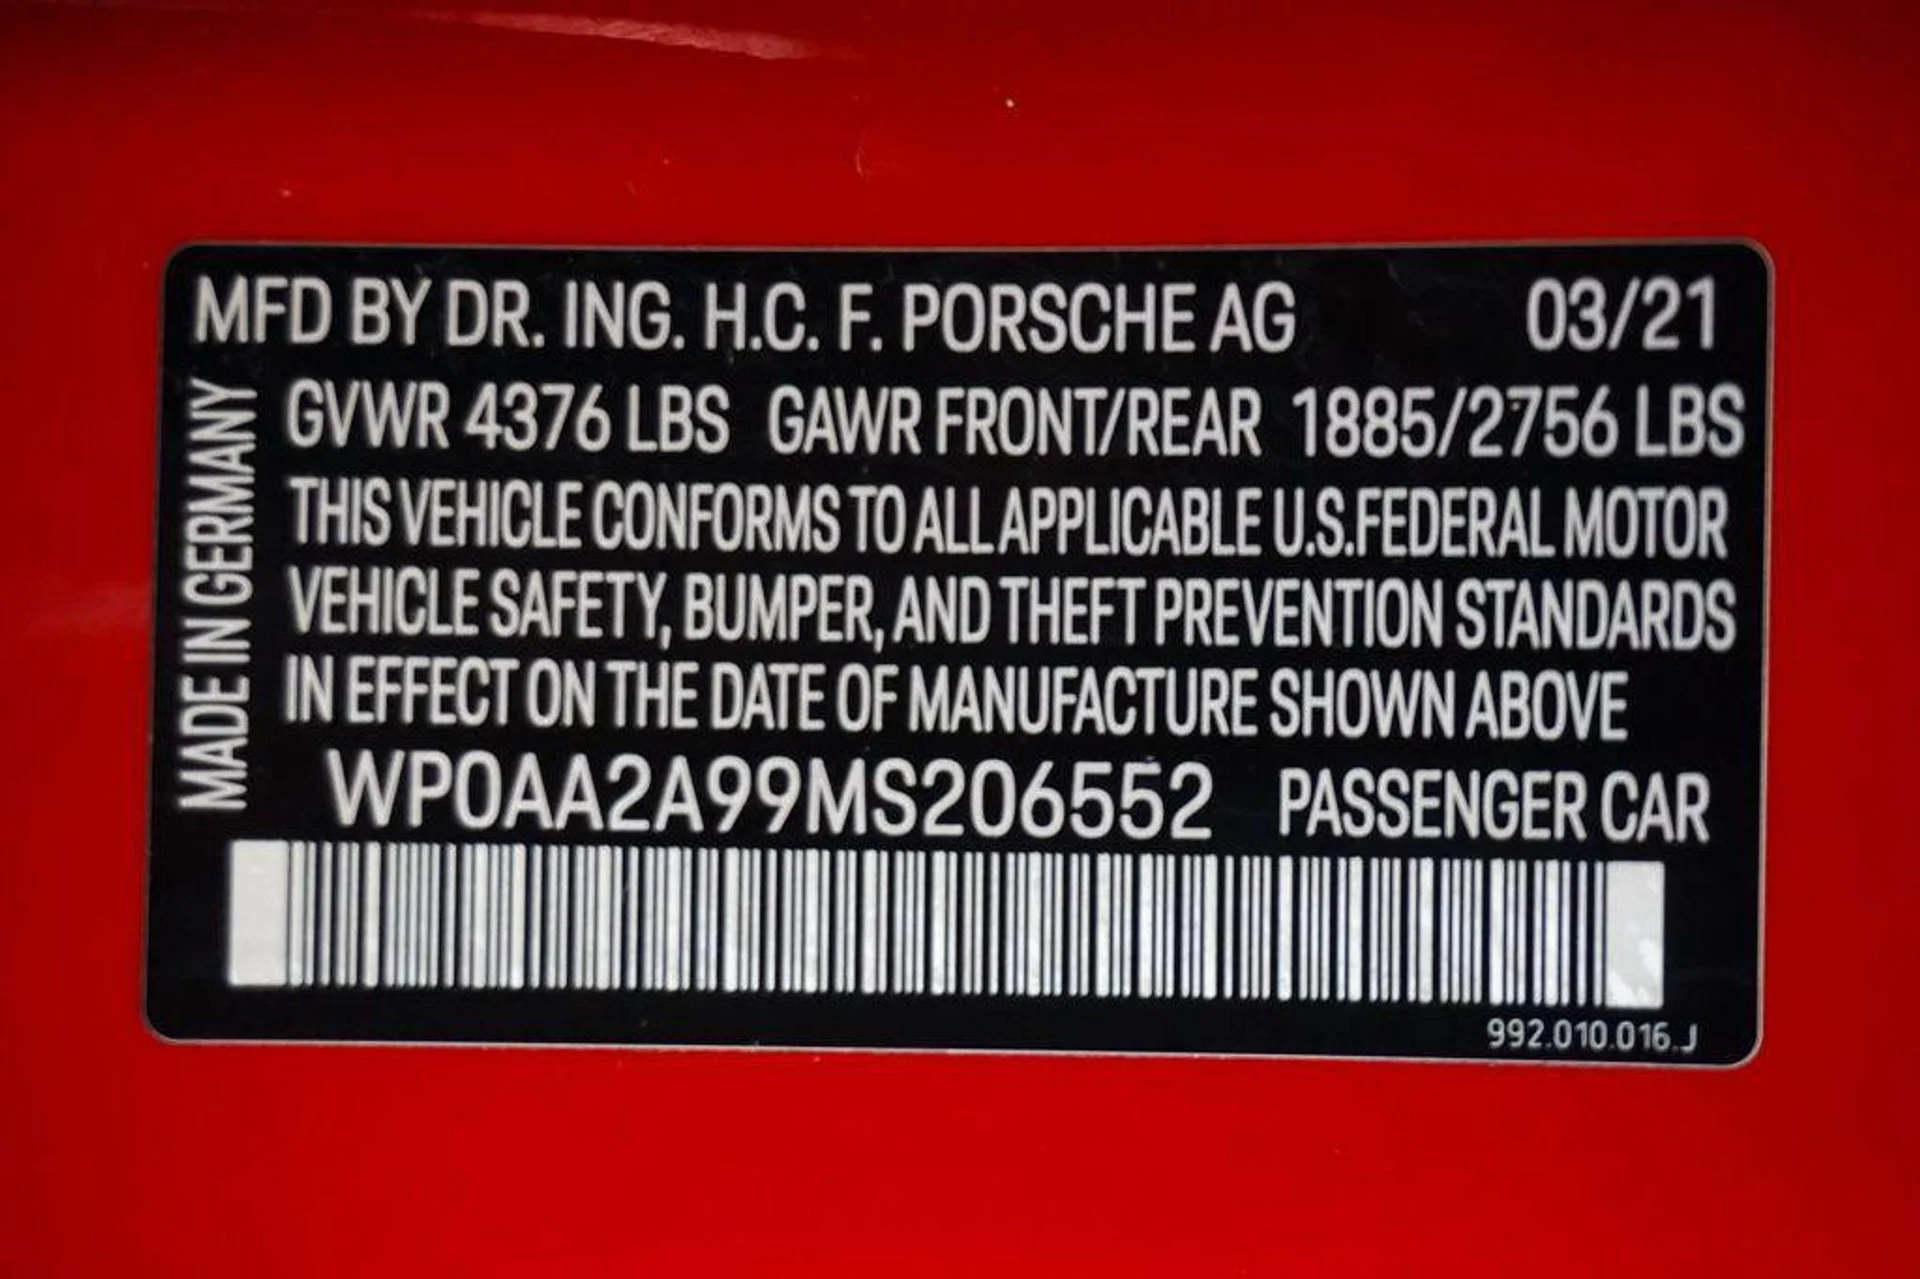 MFD BY DR. ING. H.C. F. PORSCHE AG 03/21
GVWR 4376 LBS GAWR FRONT/REAR 1885/2756 LBS
THIS VEHICLE CONFORMS TO ALL APPLICABLE U.S.FEDERAL MOTOR
VEHICLE SAFETY, BUMPER, AND THEFT PREVENTION STANDARDS
IN EFFECT ON THE DATE OF MANUFACTURE SHOWN ABOVE
WP0AA2A99MS206552 PASSENGER CAR
MADE IN GERMANY
992.010.016.J